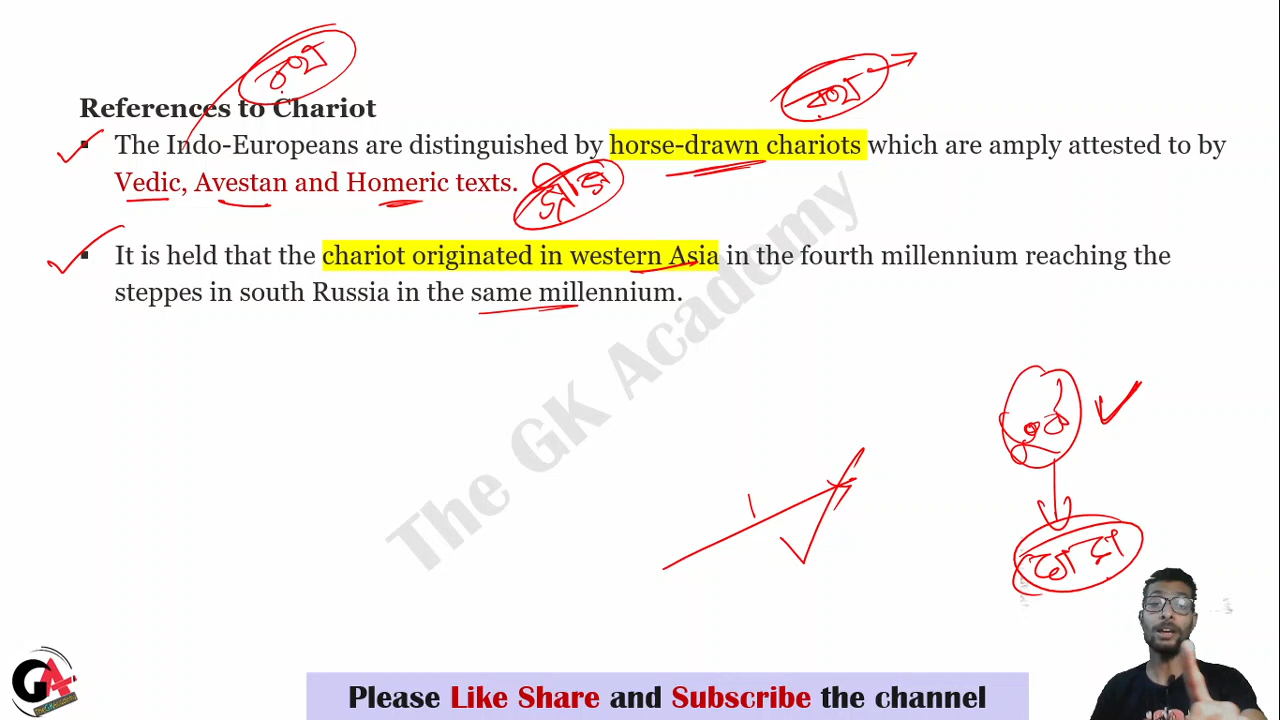 রথ
রথ
References to Chariot
The Indo-Europeans are distinguished by horse-drawn chariots which are amply attested to by
Vedic, Avestan and Homeric texts.
It is held that the chariot originated in western Asia in the fourth millennium reaching the
steppes in south Russia in the same millennium.
The GK Academy
GA
Please Like Share and Subscribe the channel